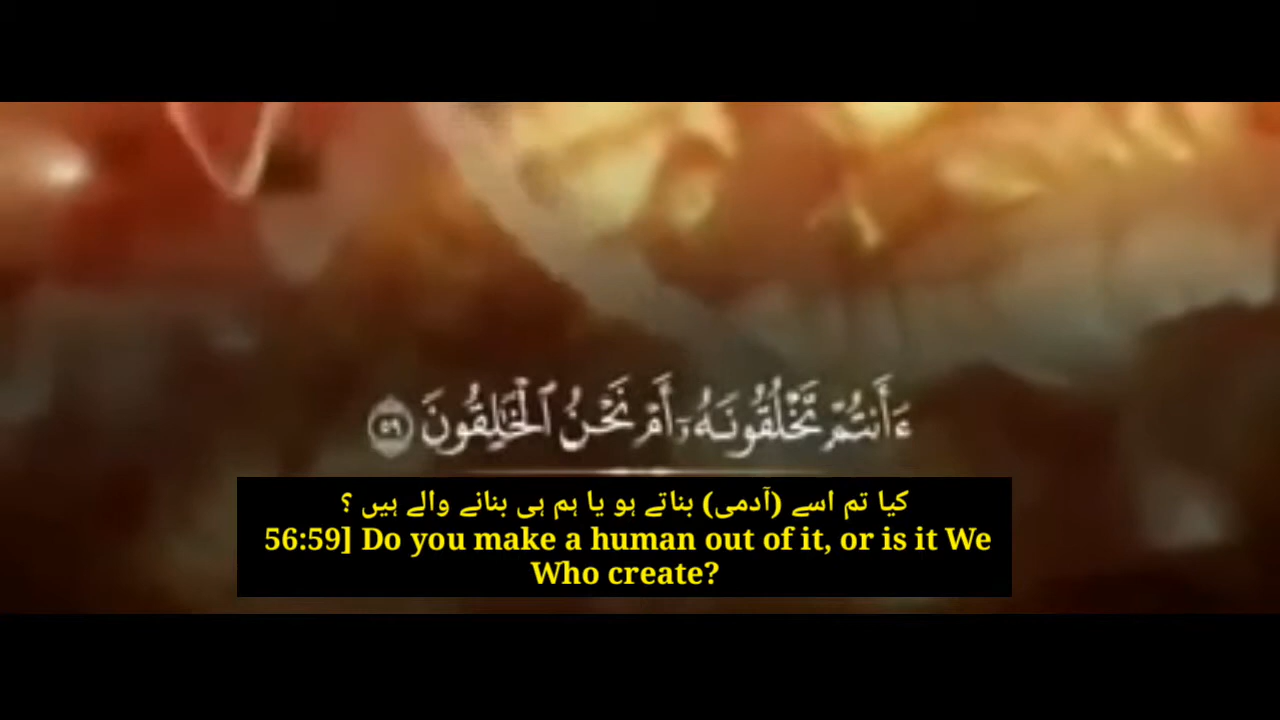 ءَأَنتُمْ تَخْلُقُونَهُۥٓ أَمْ نَحْنُ ٱلْخَٰلِقُونَ ٥٩
کیا تم اسے (آدمی) بناتے ہو یا ہم ہی بنانے والے ہیں ؟
56:59] Do you make a human out of it, or is it We
Who create?